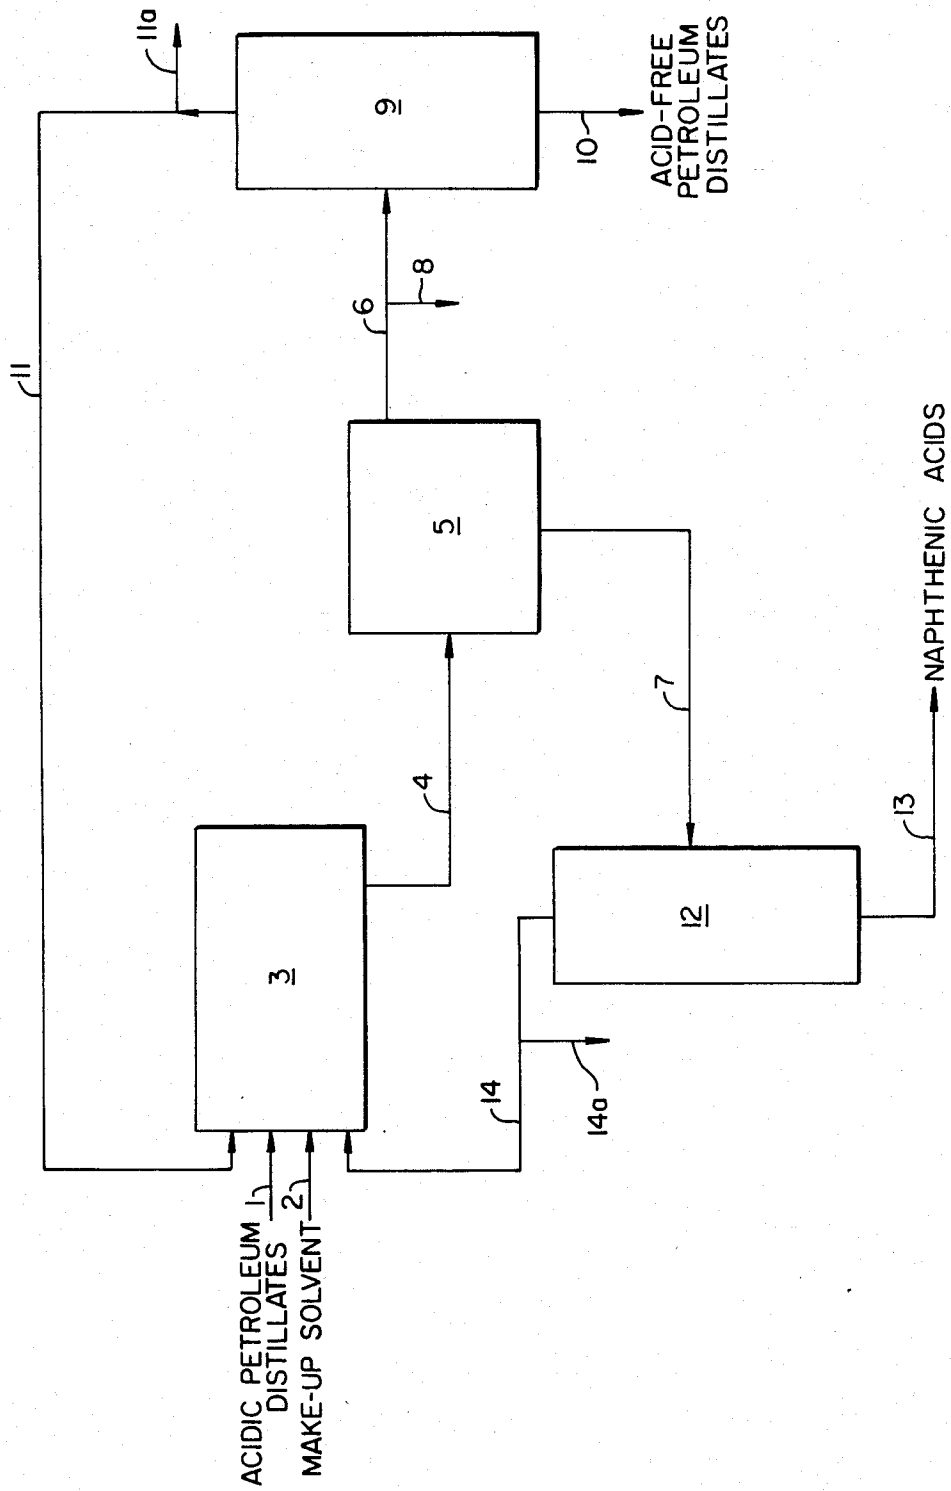 11
11a
9
10
ACID-FREE
PETROLEUM
DISTILLATES
6
8
5
4
7
3
1
ACIDIC PETROLEUM
DISTILLATES
2
MAKE-UP SOLVENT
14
14a
12
13
NAPHTHENIC ACIDS